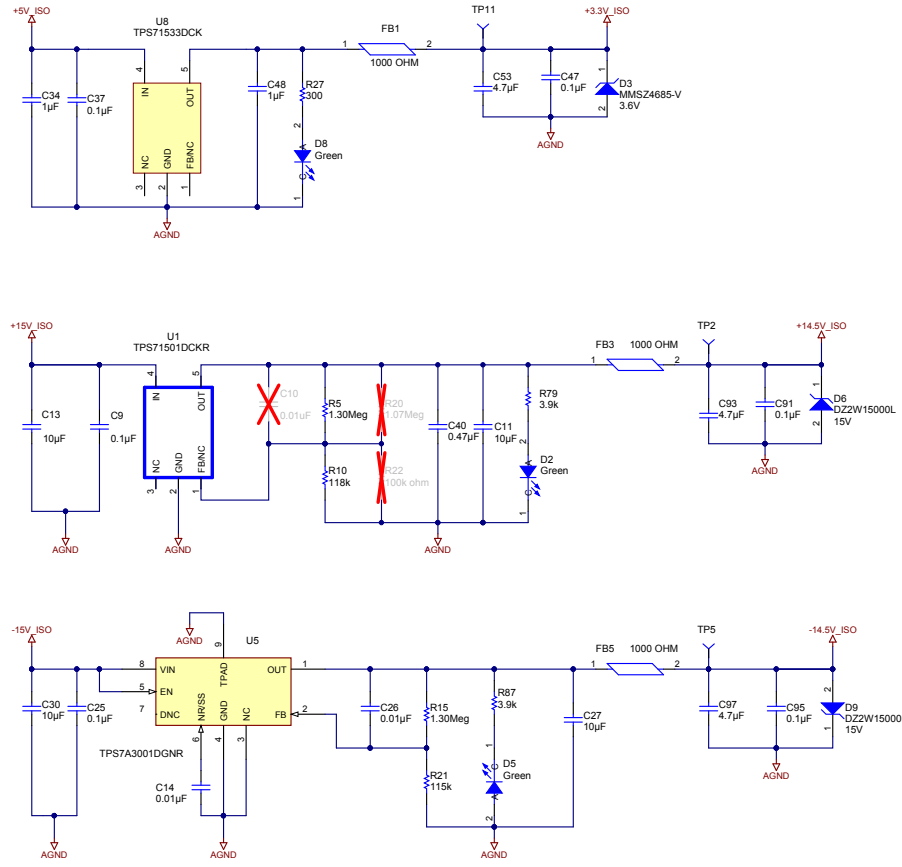 +5V_ISO
U8
TPS71533DCK
TP11
+3.3V_ISO
FB1
1 2
1000 OHM
4
5
IN
OUT
NC
GND
FB/NC
3
2
1
C34
1µF
C37
0.1µF
C48
1µF
R27
300
2
A
D8
Green
C
1
C53
4.7µF
C47
0.1µF
1
D3
MMSZ4685-V
3.6V
2
AGND
AGND
+15V_ISO
U1
TPS71501DCKR
TP2
+14.5V_ISO
FB3 1000 OHM
1 2
4
5
IN
OUT
NC
GND
FB/NC
3
2
1
C13
10µF
C9
0.1µF
C10
0.01uF
R5
1.30Meg
R20
1.07Meg
R10
118k
R22
100k ohm
C40
0.47µF
C11
10µF
R79
3.9k
2
A
D2
Green
C
1
C93
4.7µF
C91
0.1µF
1
D6
DZ2W15000L
15V
2
AGND
AGND
AGND
AGND
-15V_ISO
AGND
U5
TP5
-14.5V_ISO
FB5 1000 OHM
1 2
9
8
VIN
TPAD
OUT
1
5
EN
7
DNC
NR/SS
GND
NC
FB
2
6
4
3
TPS7A3001DGNR
C30
10µF
C25
0.1µF
C14
0.01µF
C26
0.01µF
R15
1.30Meg
R21
115k
R87
3.9k
1
C
D5
Green
A
2
C27
10µF
C97
4.7µF
C95
0.1µF
2
D9
DZ2W15000
15V
1
AGND
AGND
AGND
AGND